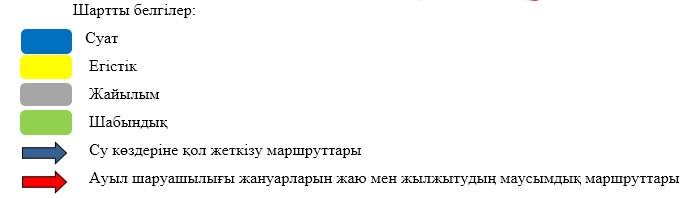 Шартты белгілер:
Суат
Егістік
Жайылым
Шабындық
Су көздеріне қол жеткізу маршруттары
Ауыл шаруашылығы жануарларын жаю мен жылжытудың маусымдық маршруттары